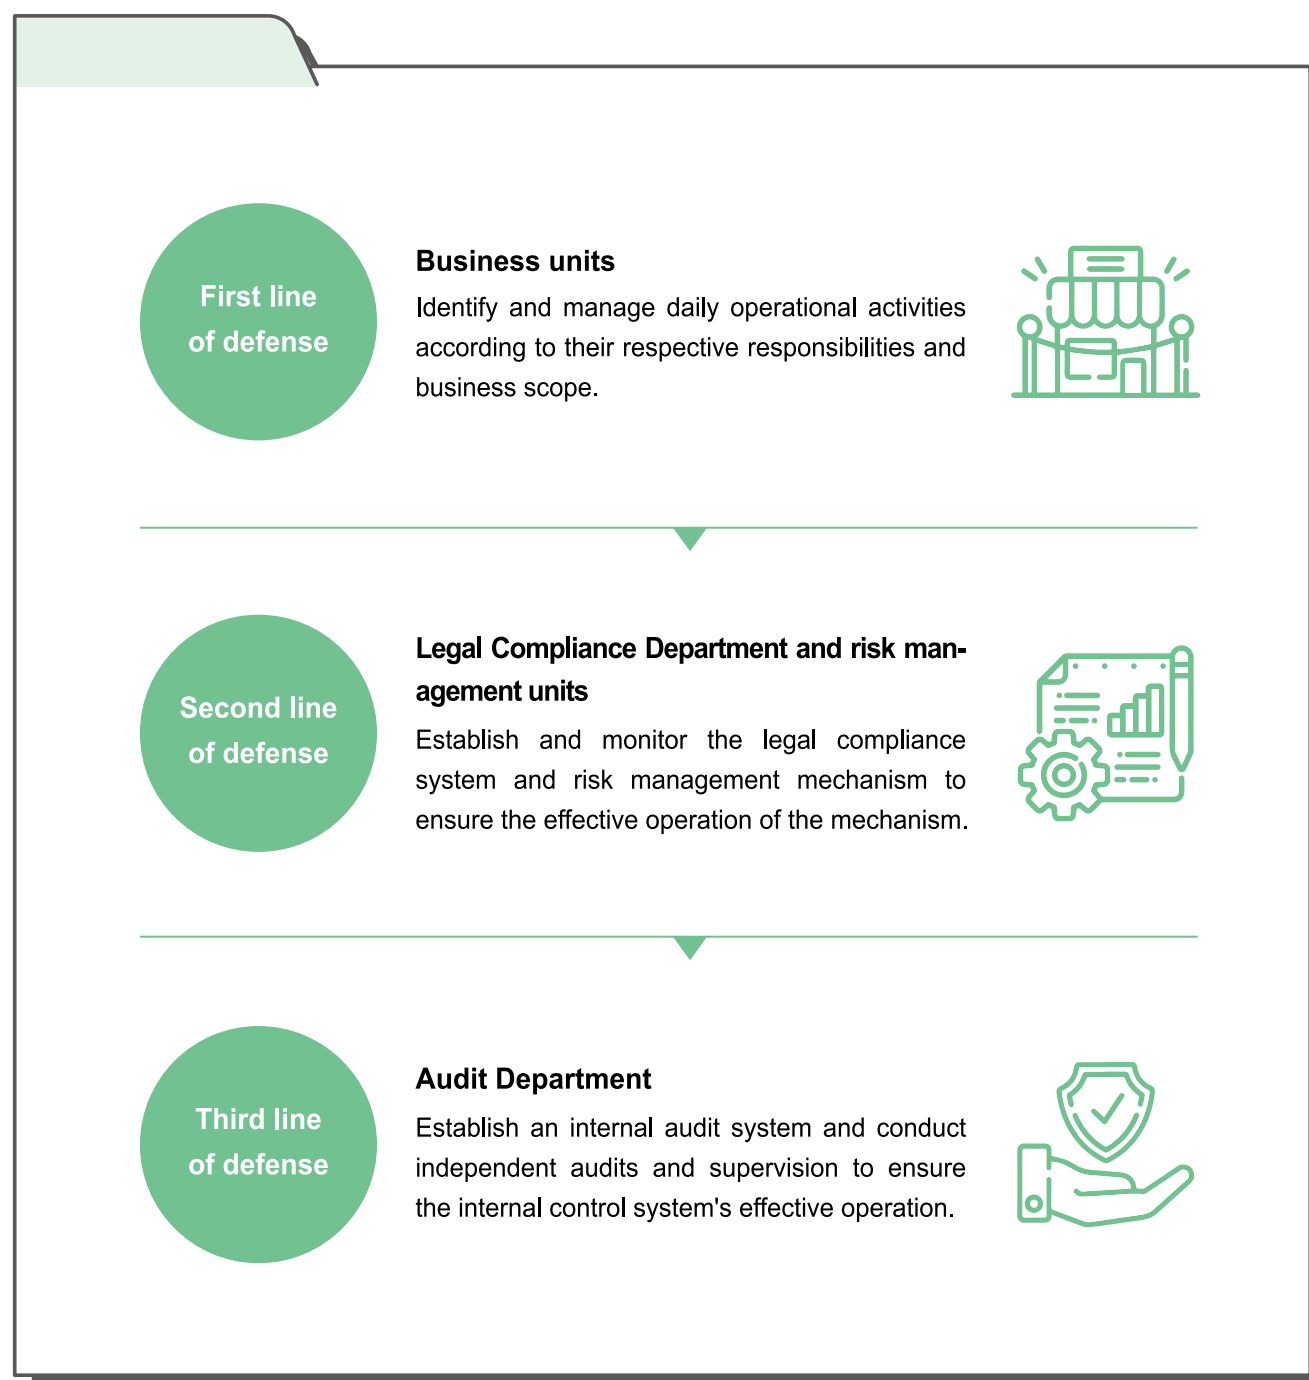 First line
of defense
Business units
Identify and manage daily operational activities
according to their respective responsibilities and
business scope.
Second line
of defense
Legal Compliance Department and risk man-
agement units
Establish and monitor the legal compliance
system and risk management mechanism to
ensure the effective operation of the mechanism.
Third line
of defense
Audit Department
Establish an internal audit system and conduct
independent audits and supervision to ensure
the internal control system's effective operation.